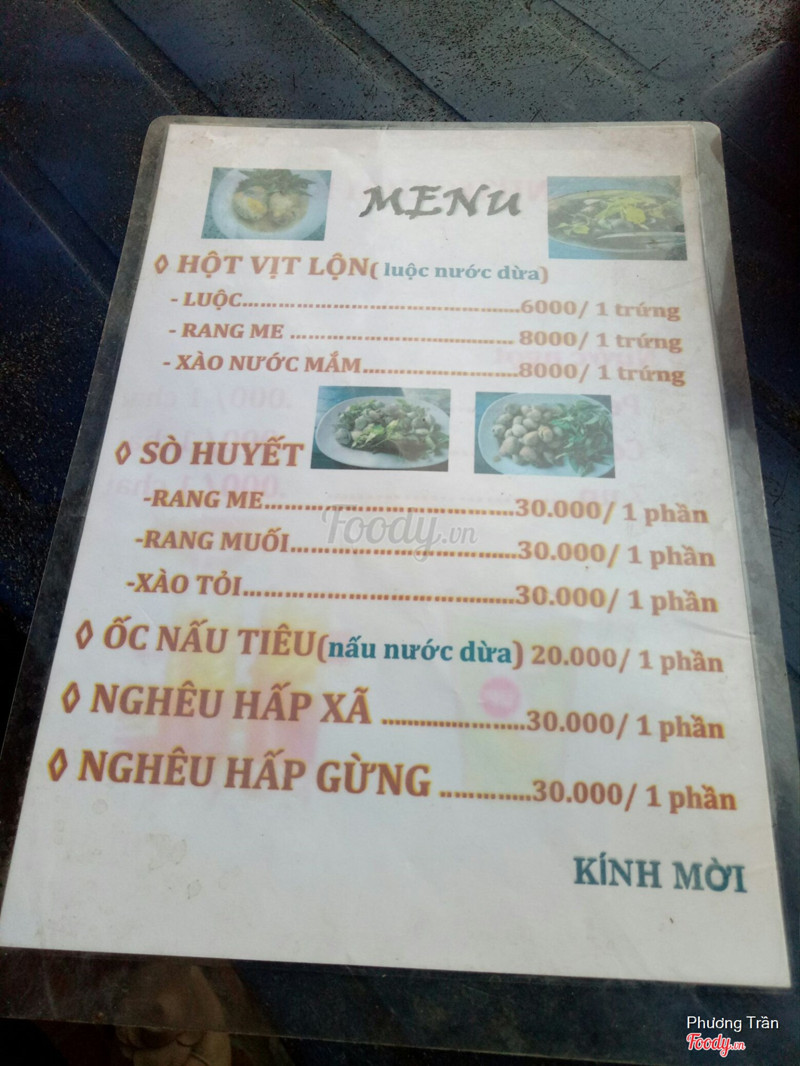 MENU
◊ HỘT VỊT LỘN( luộc nước dừa)
- LUỘC.............................................6000/ 1 trứng
- RANG ME ..................................... 8000/ 1 trứng
- XÀO NƯỚC MẮM.........................8000/ 1 trứng
◊ SÒ HUYẾT
-RANG ME........................................30.000/ 1 phần
-RANG MUỐI....................................30.000/ 1 phần
-XÀO TỎI...........................................30.000/ 1 phần
◊ ỐC NẤU TIÊU(nấu nước dừa) 20.000/ 1 phần
◊ NGHÊU HẤP XÃ ......................30.000/ 1 phần
◊ NGHÊU HẤP GỪNG ..............30.000/ 1 phần
KÍNH MỜI
Foody.vn
Phương Trần
Foody.vn